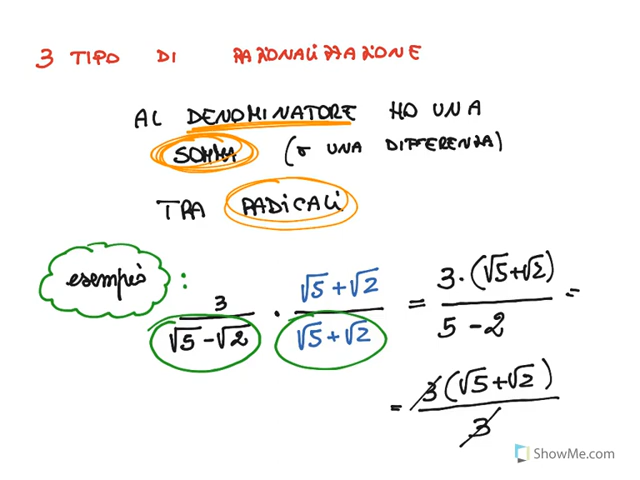 3 TIPO DI RAZIONALIZZAZIONE
AL DENOMINATORE HO UNA
SOMMA (O UNA DIFFERENZA)
TRA RADICALI
esempio :
3/(√5-√2) · (√5+√2)/(√5+√2) = 3·(√5+√2)/(5-2) =
= 3(√5+√2)/3
ShowMe.com